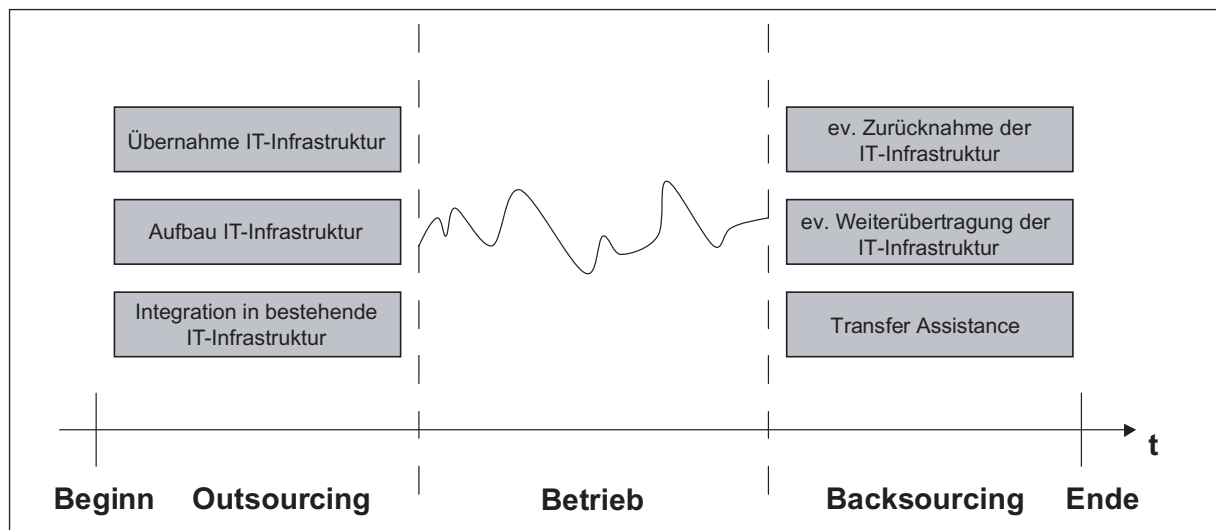 Übernahme IT-Infrastruktur
Aufbau IT-Infrastruktur
Integration in bestehende
IT-Infrastruktur
ev. Zurücknahme der
IT-Infrastruktur
ev. Weiterübertragung der
IT-Infrastruktur
Transfer Assistance
t
Beginn Outsourcing Betrieb Backsourcing Ende